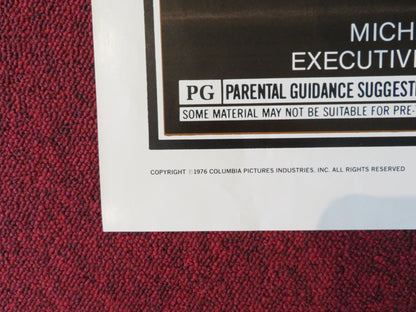 MICH
EXECUTIVE
PG PARENTAL GUIDANCE SUGGEST
SOME MATERIAL MAY NOT BE SUITABLE FOR PRE-
COPYRIGHT ©1976 COLUMBIA PICTURES INDUSTRIES, INC. ALL RIGHTS RESERVED